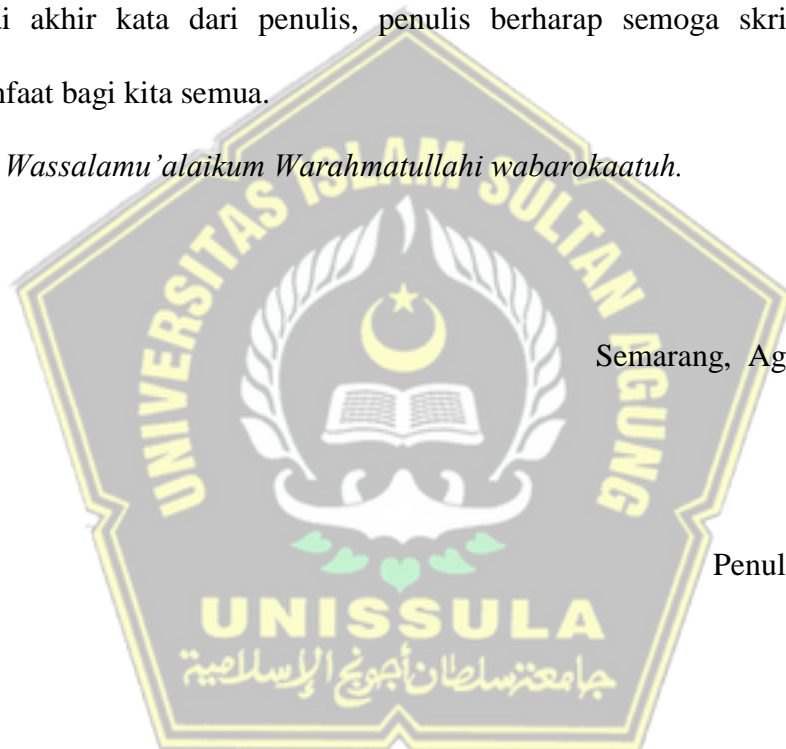 ai akhir kata dari penulis, penulis berharap semoga skri
nfaat bagi kita semua.
Wassalamu’alaikum Warahmatullahi wabarokaatuh.
UNIVERSITAS ISLAM SULTAN AGUNG
Semarang, Ag
Penul
UNISSULA
جامعة سلطان أجونج الإسلامية